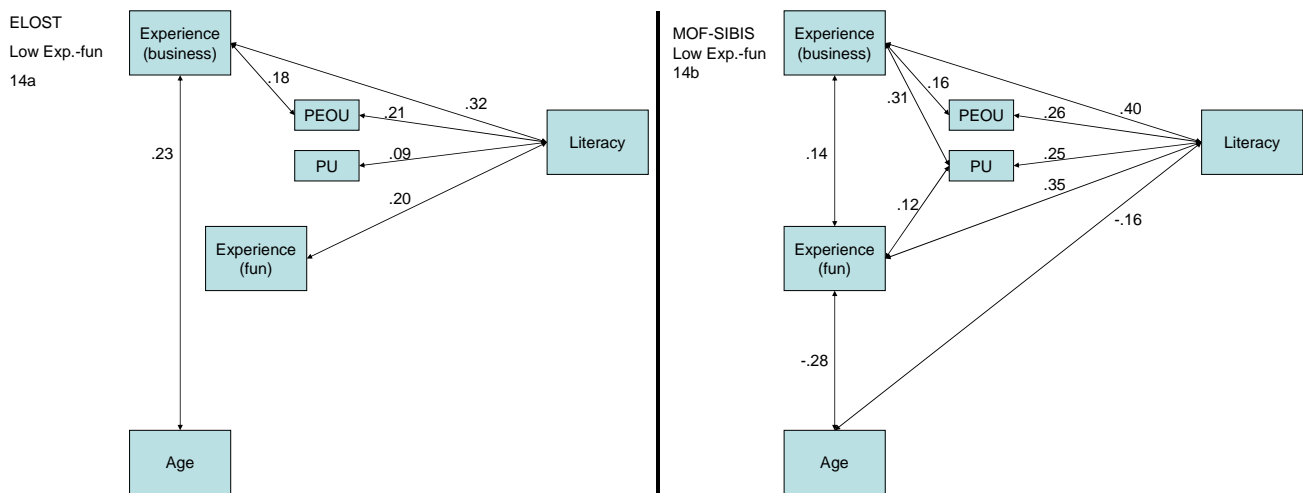 ELOST
Low Exp.-fun
14a
Experience
(business)
.18
.32
PEOU
.21
Literacy
.23
PU
.09
.20
Experience
(fun)
Age
MOF-SIBIS
Low Exp.-fun
14b
Experience
(business)
.16
.31
.40
PEOU
.26
Literacy
.14
PU
.25
.35
.12
-.16
Experience
(fun)
-.28
Age